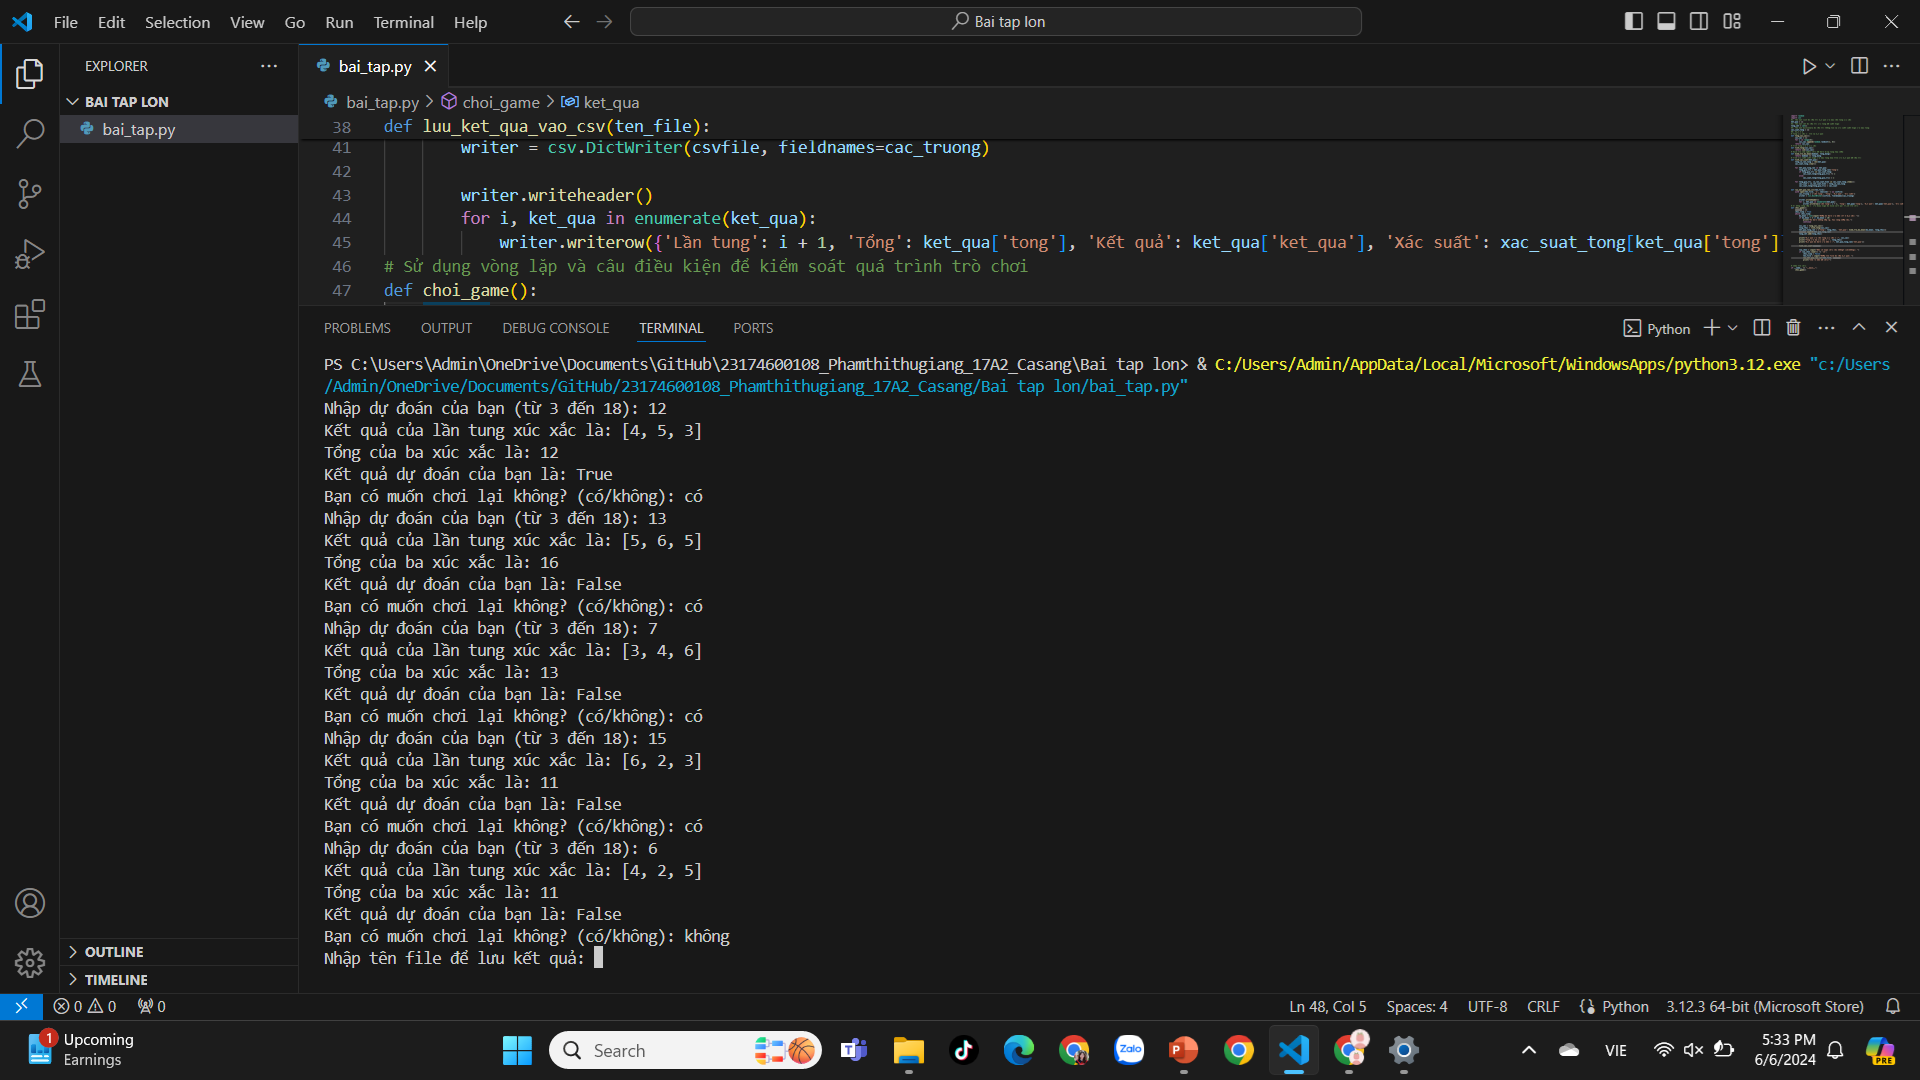 File Edit Selection View Go Run Terminal Help
Bai tap lon
EXPLORER
bai_tap.py
BAI TAP LON
bai_tap.py
bai_tap.py > choi_game > ket_qua
38 def luu_ket_qua_vao_csv(ten_file):
41 writer = csv.DictWriter(csvfile, fieldnames=cac_truong)
42
43 writer.writeheader()
44 for i, ket_qua in enumerate(ket_qua):
45 writer.writerow({'Lần tung': i + 1, 'Tổng': ket_qua['tong'], 'Kết quả': ket_qua['ket_qua'], 'Xác suất': xac_suat_tong[ket_qua['tong']
46 # Sử dụng vòng lặp và câu điều kiện để kiểm soát quá trình trò chơi
47 def choi_game():
PROBLEMS OUTPUT DEBUG CONSOLE TERMINAL PORTS
Python
PS C:\Users\Admin\OneDrive\Documents\GitHub\23174600108_Phamthithugiang_17A2_Casang\Bai tap lon> & C:/Users/Admin/AppData/Local/Microsoft/WindowsApps/python3.12.exe "c:/Users
/Admin/OneDrive/Documents/GitHub/23174600108_Phamthithugiang_17A2_Casang/Bai tap lon/bai_tap.py"
Nhập dự đoán của bạn (từ 3 đến 18): 12
Kết quả của lần tung xúc xắc là: [4, 5, 3]
Tổng của ba xúc xắc là: 12
Kết quả dự đoán của bạn là: True
Bạn có muốn chơi lại không? (có/không): có
Nhập dự đoán của bạn (từ 3 đến 18): 13
Kết quả của lần tung xúc xắc là: [5, 6, 5]
Tổng của ba xúc xắc là: 16
Kết quả dự đoán của bạn là: False
Bạn có muốn chơi lại không? (có/không): có
Nhập dự đoán của bạn (từ 3 đến 18): 7
Kết quả của lần tung xúc xắc là: [3, 4, 6]
Tổng của ba xúc xắc là: 13
Kết quả dự đoán của bạn là: False
Bạn có muốn chơi lại không? (có/không): có
Nhập dự đoán của bạn (từ 3 đến 18): 15
Kết quả của lần tung xúc xắc là: [6, 2, 3]
Tổng của ba xúc xắc là: 11
Kết quả dự đoán của bạn là: False
Bạn có muốn chơi lại không? (có/không): có
Nhập dự đoán của bạn (từ 3 đến 18): 6
Kết quả của lần tung xúc xắc là: [4, 2, 5]
Tổng của ba xúc xắc là: 11
Kết quả dự đoán của bạn là: False
Bạn có muốn chơi lại không? (có/không): không
Nhập tên file để lưu kết quả:
OUTLINE
TIMELINE
0 0 0 Ln 48, Col 5 Spaces: 4 UTF-8 CRLF Python 3.12.3 64-bit (Microsoft Store)
1 Upcoming
Earnings
Search
Zalo
VIE
5:33 PM
6/6/2024
PRE